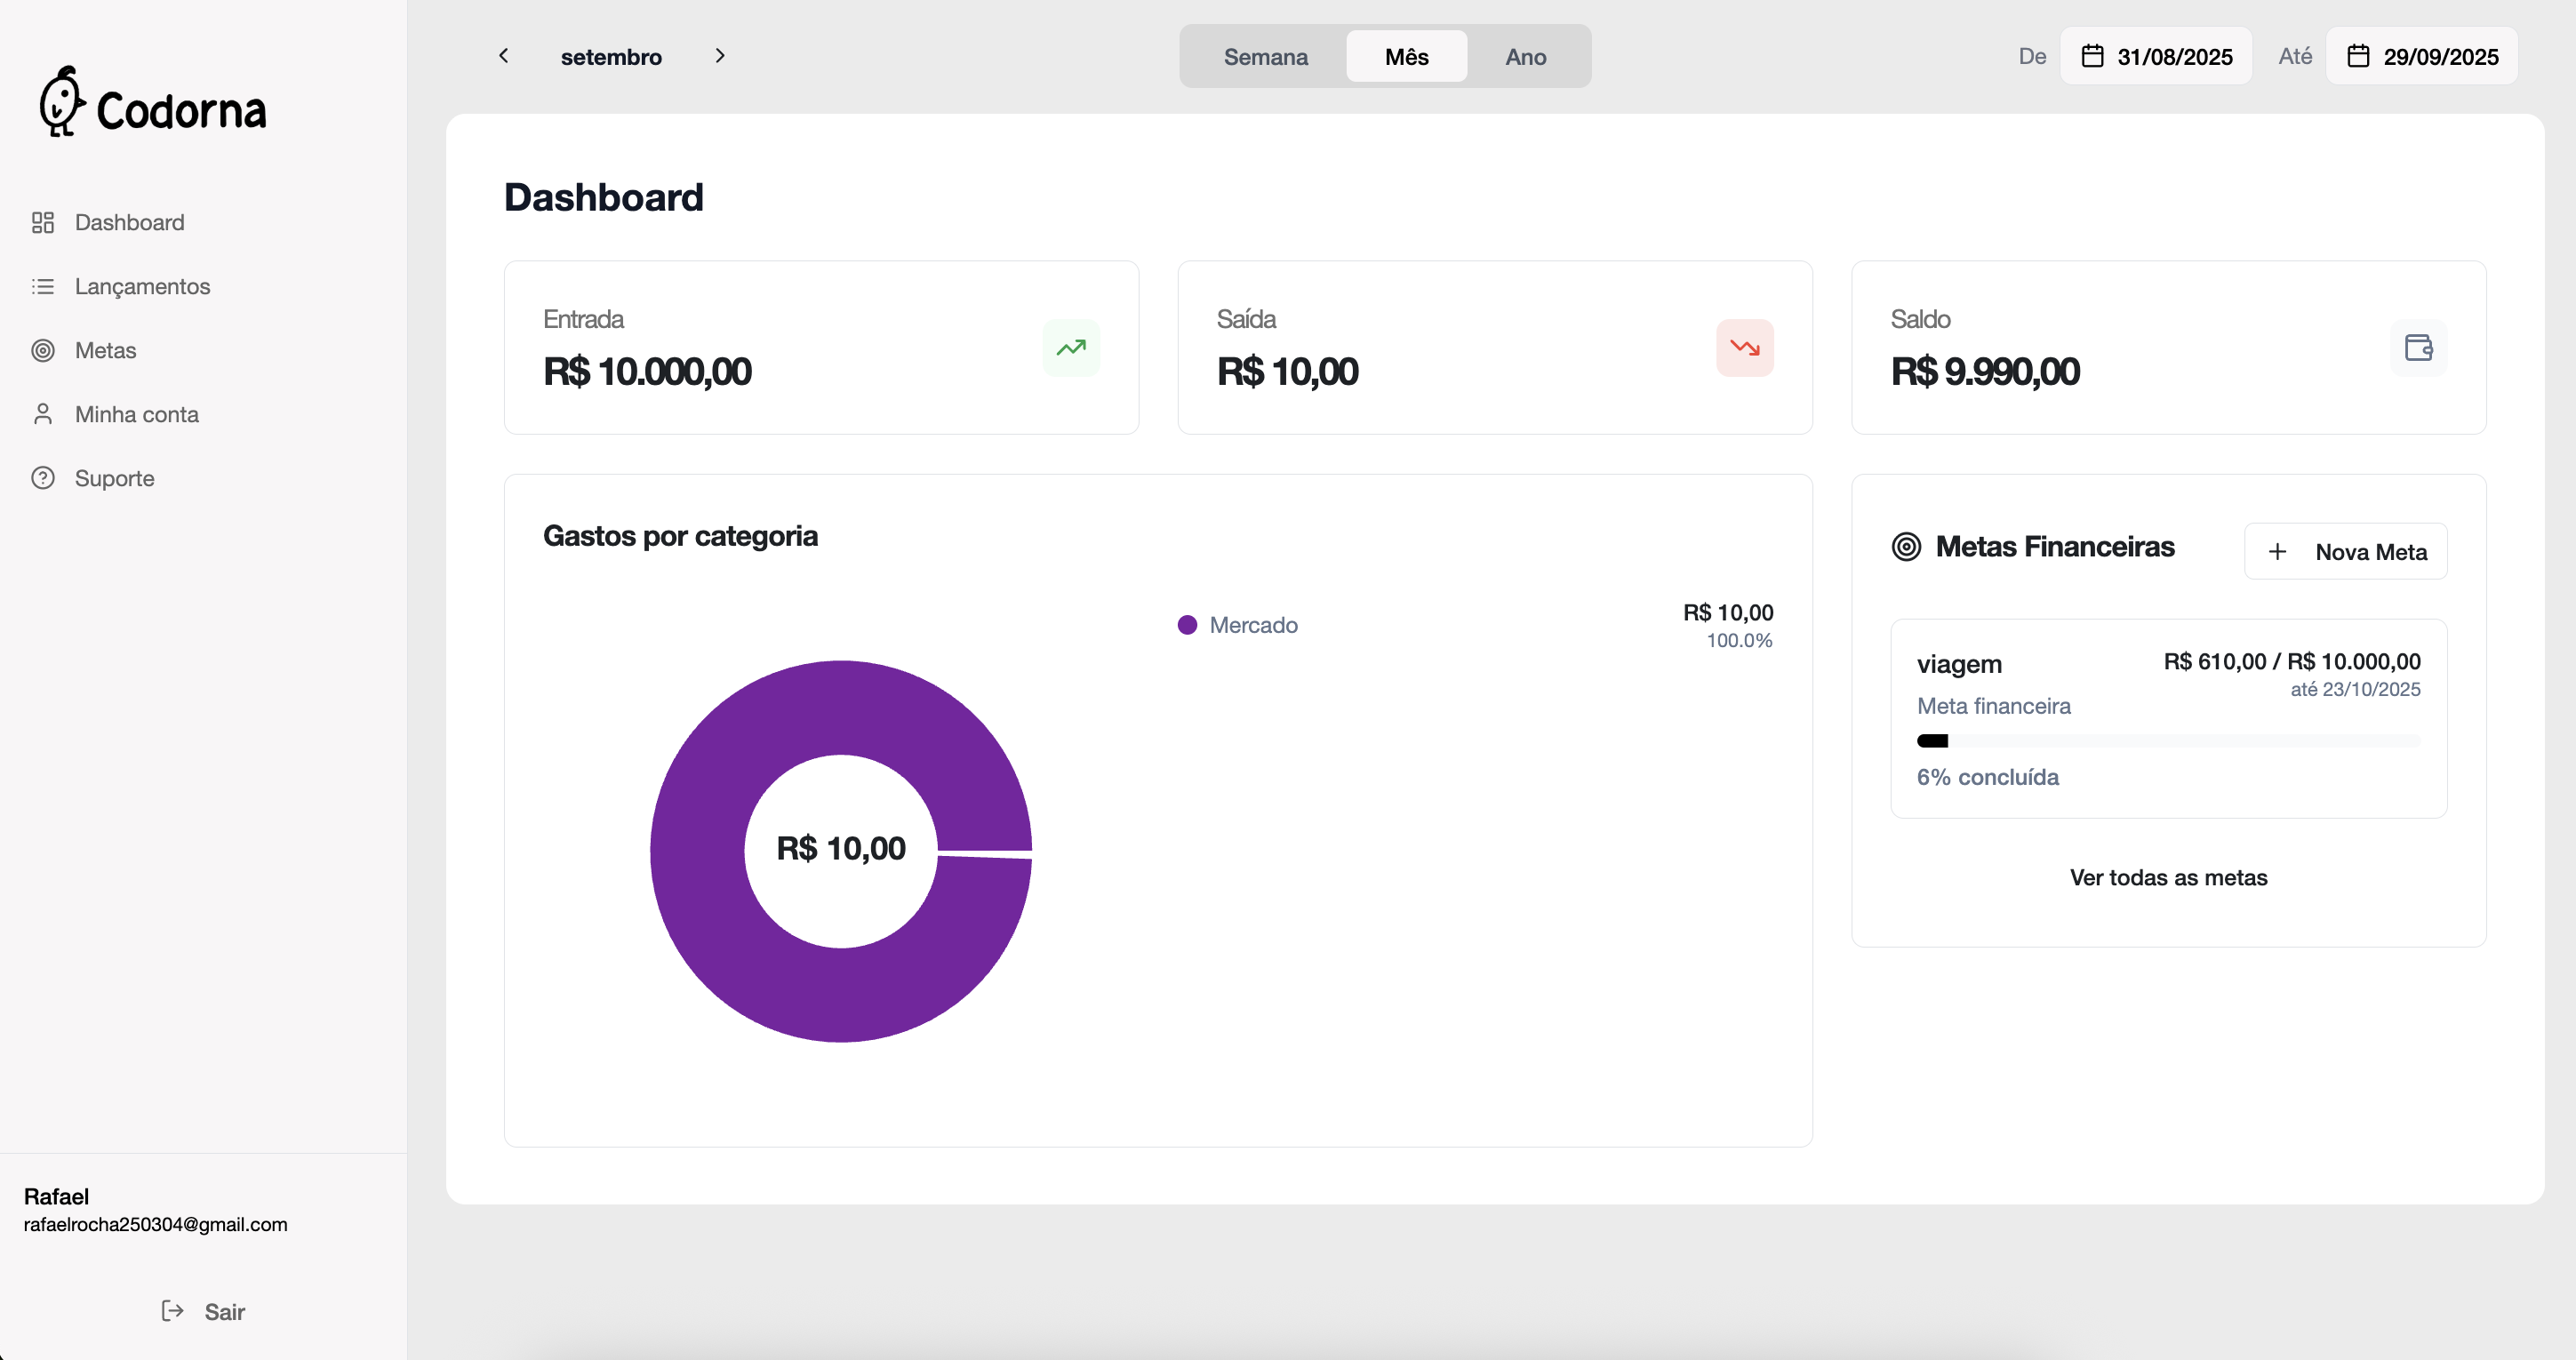 Codorna
Dashboard
Lançamentos
Metas
Minha conta
Suporte
Rafael
rafaelrocha250304@gmail.com
Sair
setembro
Semana Mês Ano
De 31/08/2025 Até 29/09/2025
Dashboard
Entrada
R$ 10.000,00
Saída
R$ 10,00
Saldo
R$ 9.990,00
Gastos por categoria
R$ 10,00
Mercado
R$ 10,00
100.0%
Metas Financeiras
Nova Meta
viagem
R$ 610,00 / R$ 10.000,00
até 23/10/2025
Meta financeira
6% concluída
Ver todas as metas